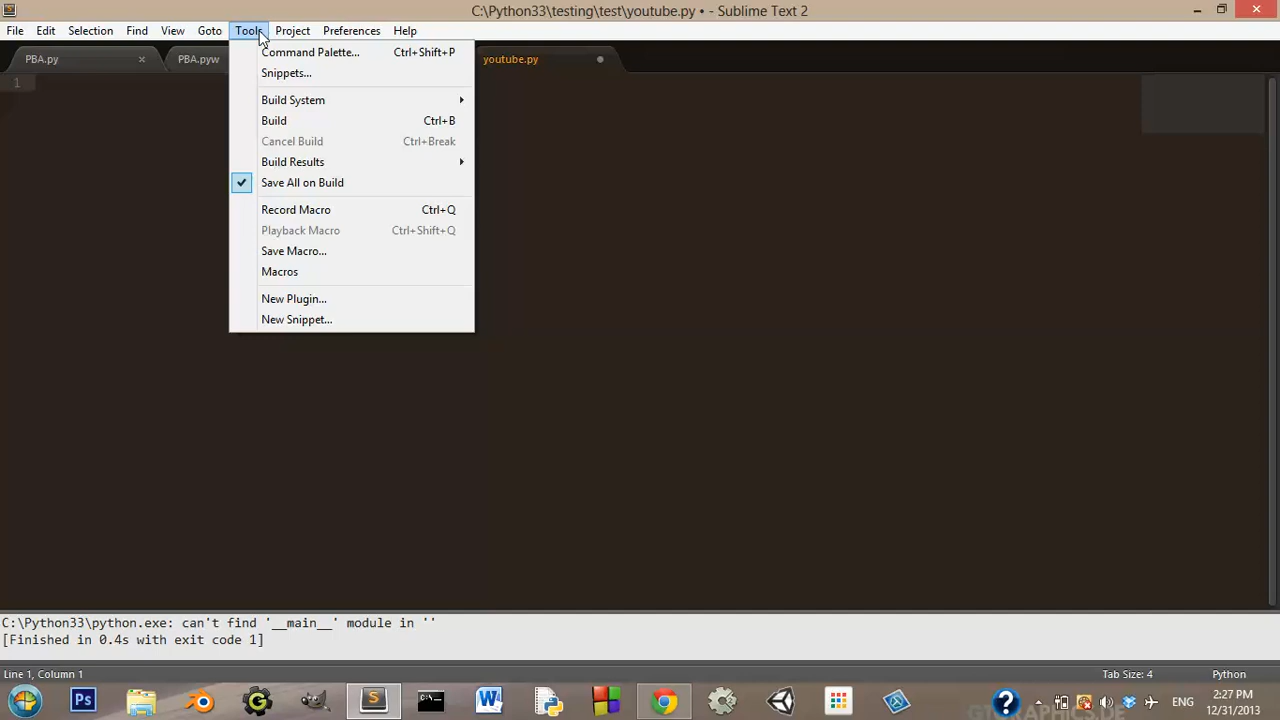 C:\Python33\testing\test\youtube.py • - Sublime Text 2
File Edit Selection Find View Goto Tools Project Preferences Help
PBA.py PBA.pyw youtube.py
1
Command Palette... Ctrl+Shift+P
Snippets...
Build System
Build Ctrl+B
Cancel Build Ctrl+Break
Build Results
Save All on Build
Record Macro Ctrl+Q
Playback Macro Ctrl+Shift+Q
Save Macro...
Macros
New Plugin...
New Snippet...
C:\Python33\python.exe: can't find '__main__' module in ''
[Finished in 0.4s with exit code 1]
Line 1, Column 1 Tab Size: 4 Python
Ps
ENG
2:27 PM
12/31/2013
GTGRAPHICS.DE